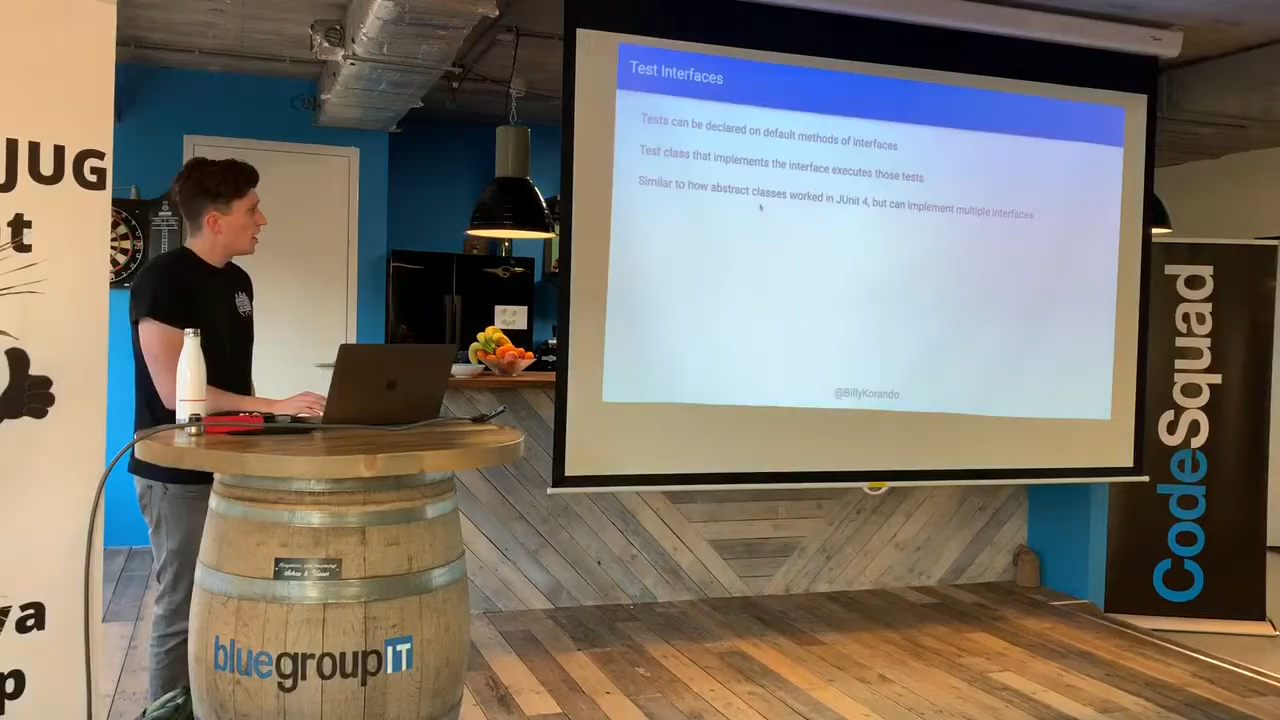 JUG
nt
va
p
Test Interfaces
Tests can be declared on default methods of interfaces
Test class that implements the interface executes those tests
Similar to how abstract classes worked in JUnit 4, but can implement multiple interfaces
@BillyKorando
bluegroupIT
CodeSquad